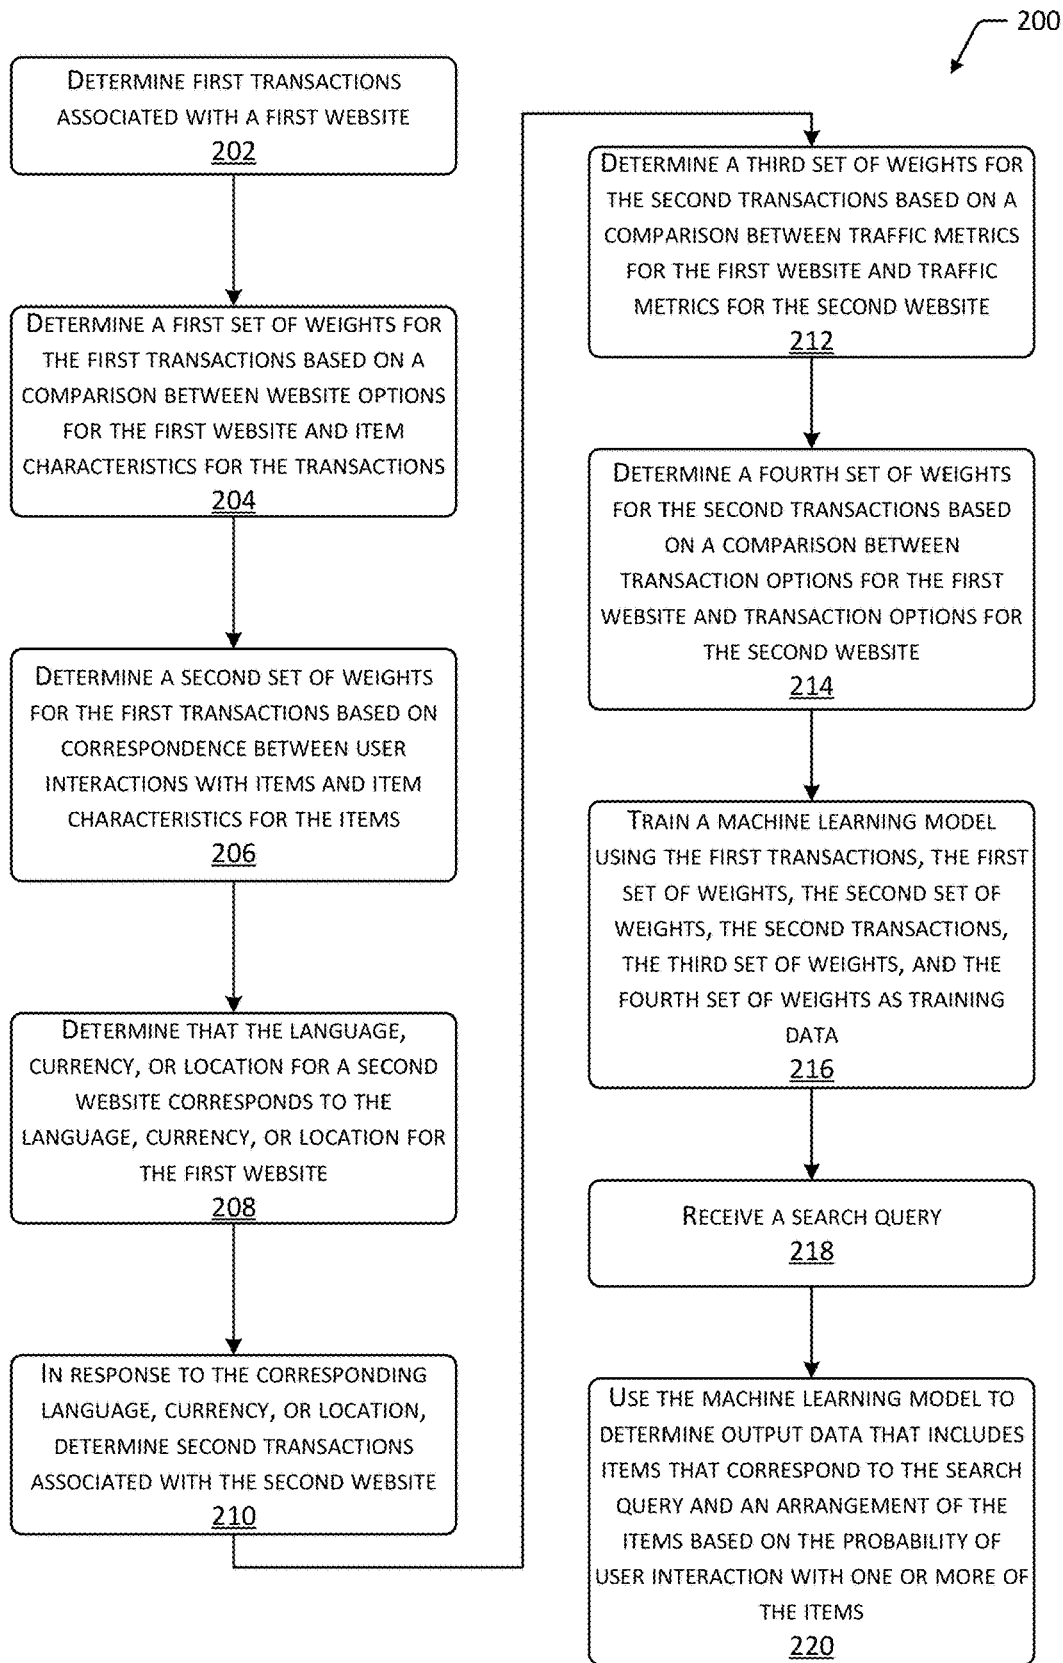 200
DETERMINE FIRST TRANSACTIONS
ASSOCIATED WITH A FIRST WEBSITE
202
DETERMINE A FIRST SET OF WEIGHTS FOR
THE FIRST TRANSACTIONS BASED ON A
COMPARISON BETWEEN WEBSITE OPTIONS
FOR THE FIRST WEBSITE AND ITEM
CHARACTERISTICS FOR THE TRANSACTIONS
204
DETERMINE A SECOND SET OF WEIGHTS
FOR THE FIRST TRANSACTIONS BASED ON
CORRESPONDENCE BETWEEN USER
INTERACTIONS WITH ITEMS AND ITEM
CHARACTERISTICS FOR THE ITEMS
206
DETERMINE THAT THE LANGUAGE,
CURRENCY, OR LOCATION FOR A SECOND
WEBSITE CORRESPONDS TO THE
LANGUAGE, CURRENCY, OR LOCATION FOR
THE FIRST WEBSITE
208
IN RESPONSE TO THE CORRESPONDING
LANGUAGE, CURRENCY, OR LOCATION,
DETERMINE SECOND TRANSACTIONS
ASSOCIATED WITH THE SECOND WEBSITE
210
DETERMINE A THIRD SET OF WEIGHTS FOR
THE SECOND TRANSACTIONS BASED ON A
COMPARISON BETWEEN TRAFFIC METRICS
FOR THE FIRST WEBSITE AND TRAFFIC
METRICS FOR THE SECOND WEBSITE
212
DETERMINE A FOURTH SET OF WEIGHTS
FOR THE SECOND TRANSACTIONS BASED
ON A COMPARISON BETWEEN
TRANSACTION OPTIONS FOR THE FIRST
WEBSITE AND TRANSACTION OPTIONS FOR
THE SECOND WEBSITE
214
TRAIN A MACHINE LEARNING MODEL
USING THE FIRST TRANSACTIONS, THE FIRST
SET OF WEIGHTS, THE SECOND SET OF
WEIGHTS, THE SECOND TRANSACTIONS,
THE THIRD SET OF WEIGHTS, AND THE
FOURTH SET OF WEIGHTS AS TRAINING
DATA
216
RECEIVE A SEARCH QUERY
218
USE THE MACHINE LEARNING MODEL TO
DETERMINE OUTPUT DATA THAT INCLUDES
ITEMS THAT CORRESPOND TO THE SEARCH
QUERY AND AN ARRANGEMENT OF THE
ITEMS BASED ON THE PROBABILITY OF
USER INTERACTION WITH ONE OR MORE OF
THE ITEMS
220